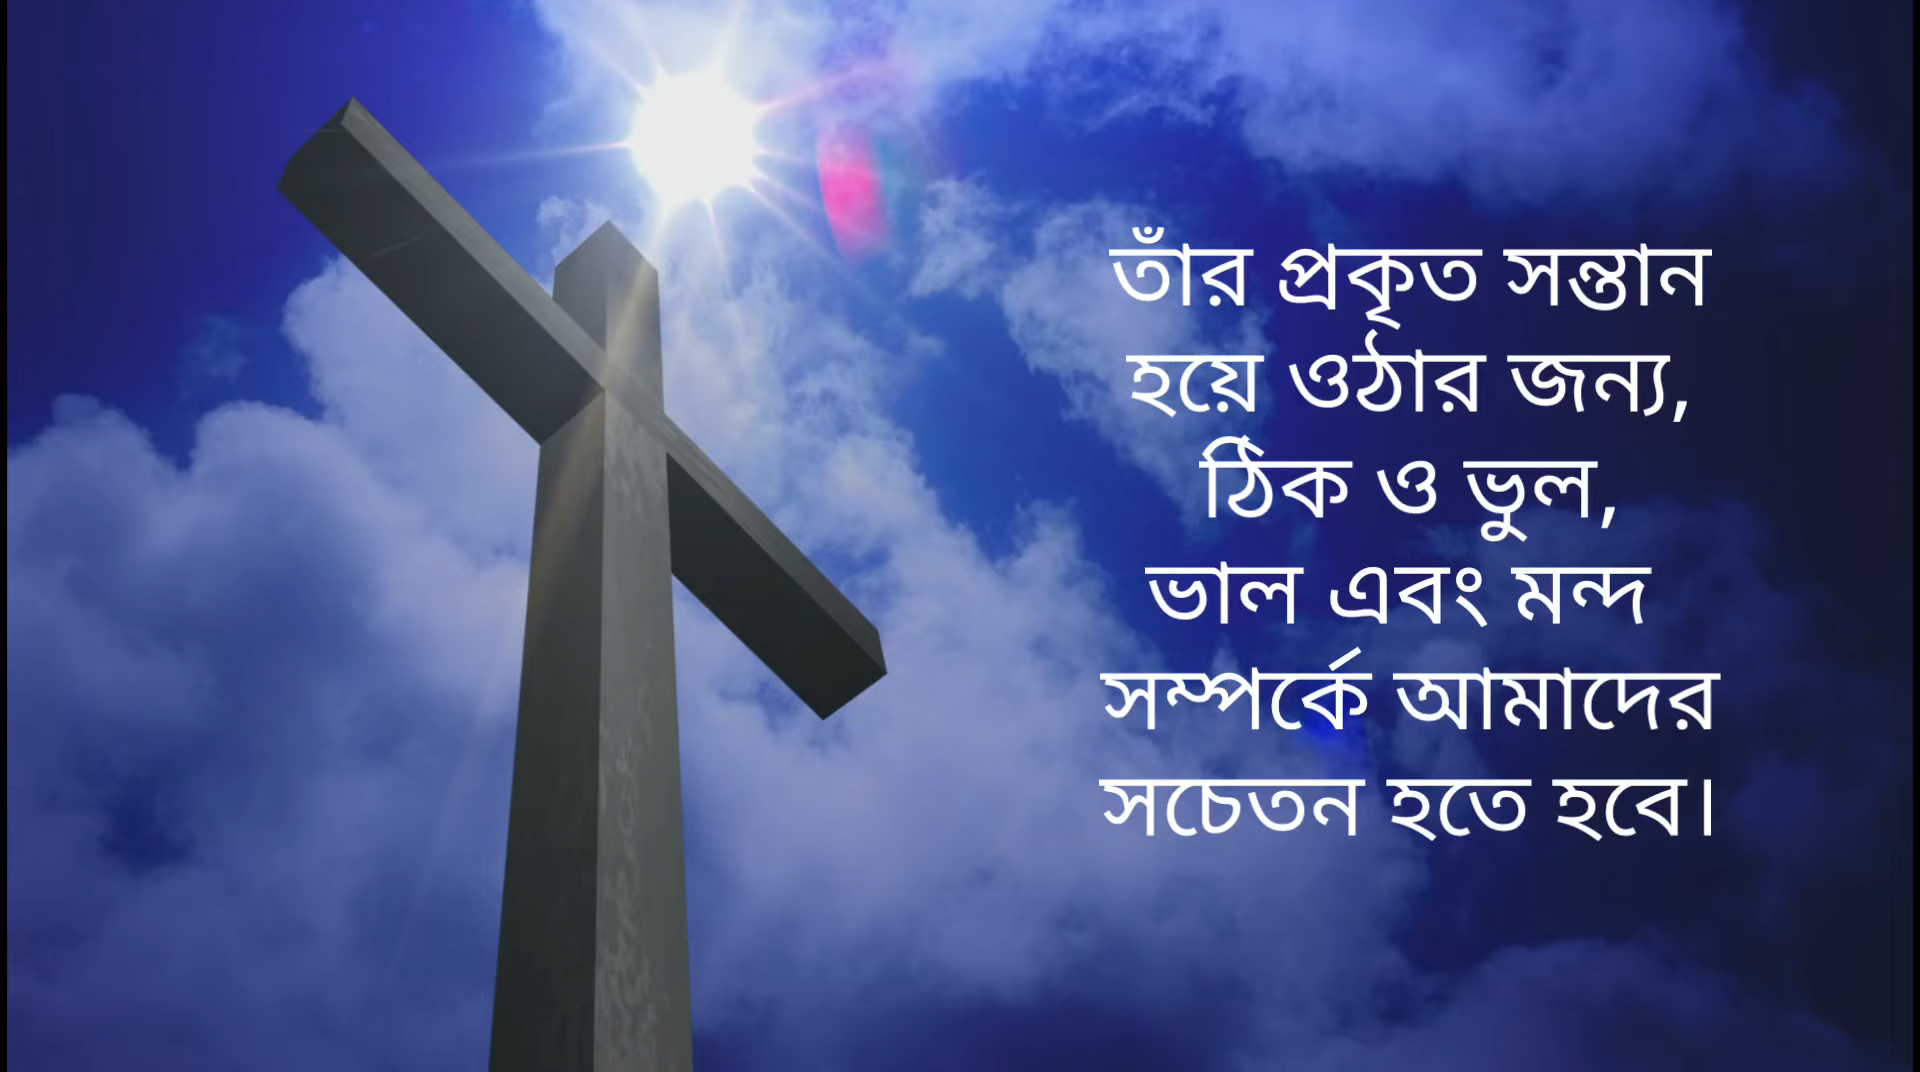 তাঁর প্রকৃত সন্তান
হয়ে ওঠার জন্য,
ঠিক ও ভুল,
ভাল এবং মন্দ
সম্পর্কে আমাদের
সচেতন হতে হবে।